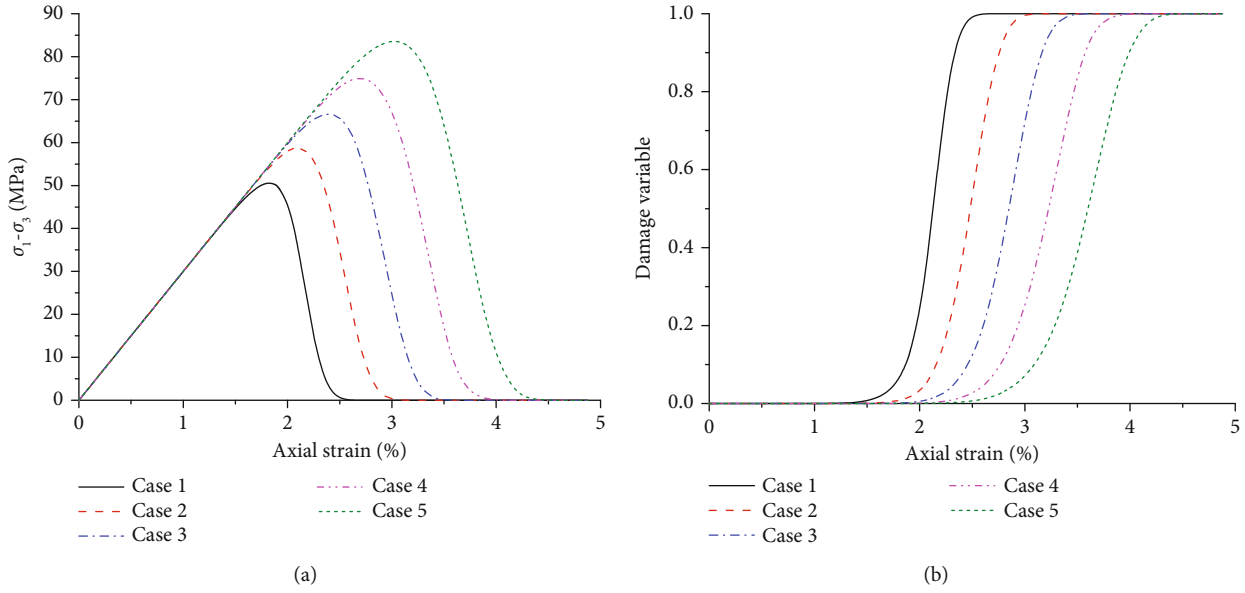 90
80
70
60
50
40
30
20
10
0
σ1-σ3 (MPa)
0 1 2 3 4 5
Axial strain (%)
Case 1
Case 2
Case 3
Case 4
Case 5
(a)
1.0
0.8
0.6
0.4
0.2
0.0
Damage variable
0 1 2 3 4 5
Axial strain (%)
Case 1
Case 2
Case 3
Case 4
Case 5
(b)